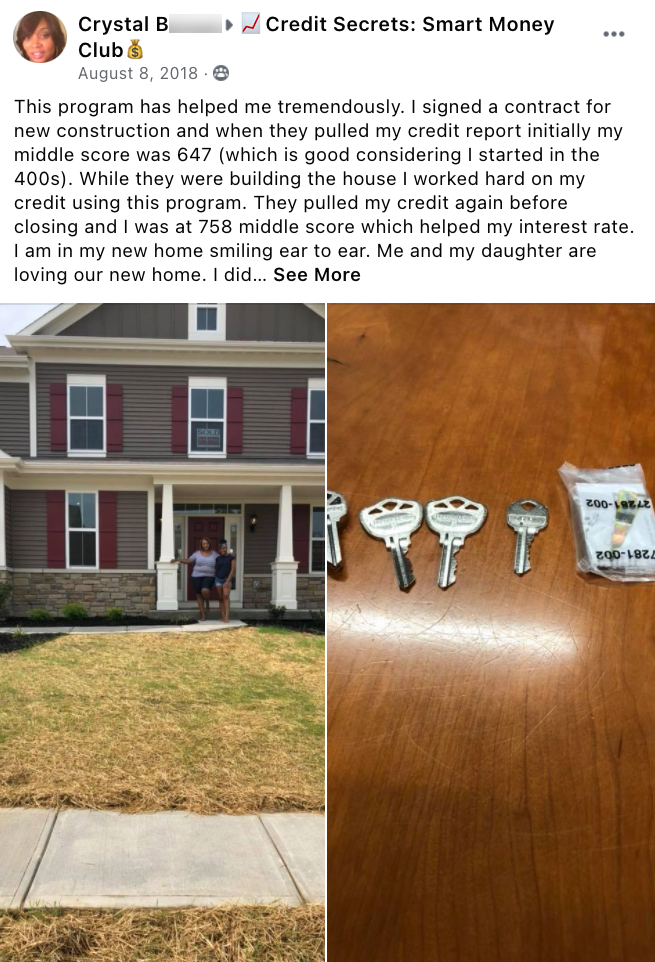 Crystal B ▸ 📈 Credit Secrets: Smart Money
Club💰
August 8, 2018 ·
This program has helped me tremendously. I signed a contract for
new construction and when they pulled my credit report initially my
middle score was 647 (which is good considering I started in the
400s). While they were building the house I worked hard on my
credit using this program. They pulled my credit again before
closing and I was at 758 middle score which helped my interest rate.
I am in my new home smiling ear to ear. Me and my daughter are
loving our new home. I did... See More
SOLD
27281-002
27281-002